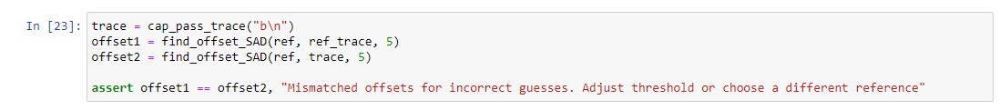 In [23]: trace = cap_pass_trace("b\n")
offset1 = find_offset_SAD(ref, ref_trace, 5)
offset2 = find_offset_SAD(ref, trace, 5)
assert offset1 == offset2, "Mismatched offsets for incorrect guesses. Adjust threshold or choose a different reference"